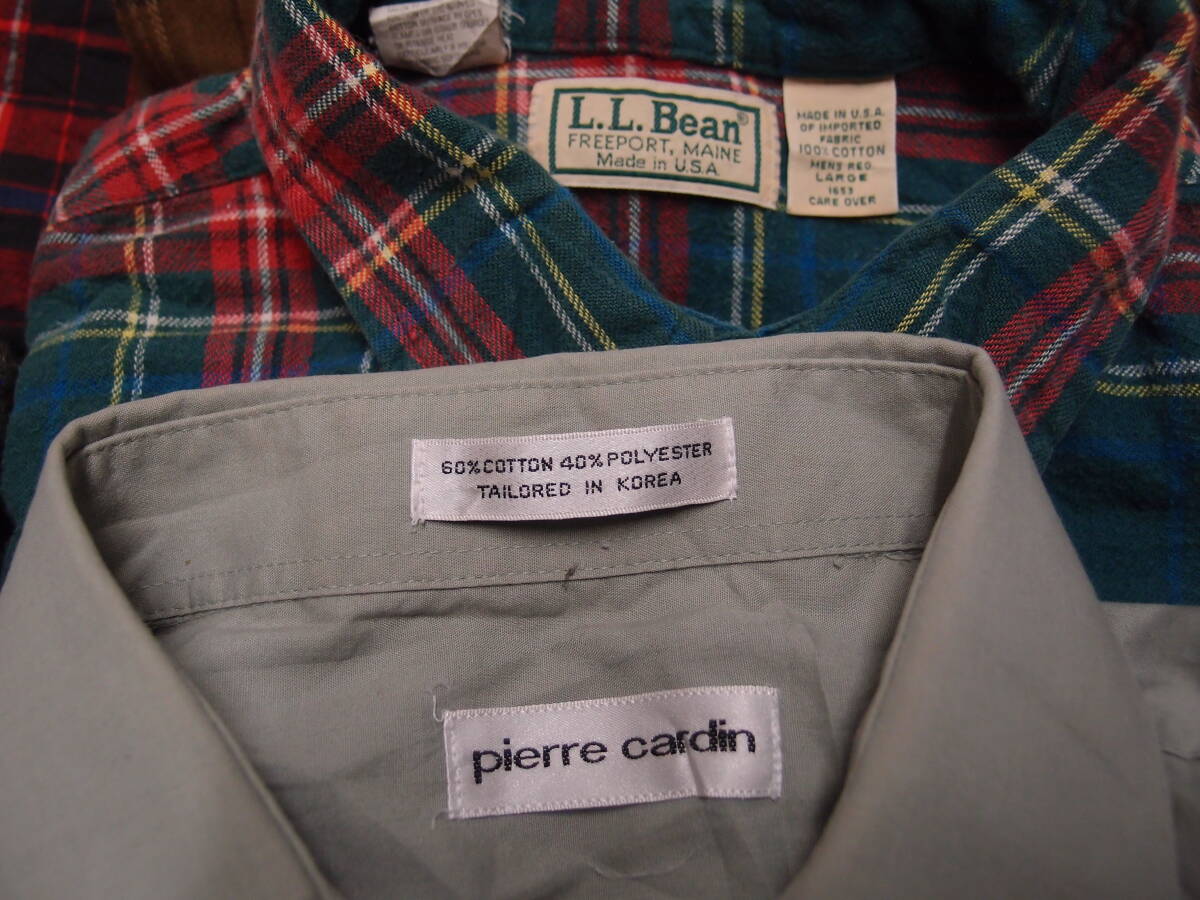 L.L.Bean®
FREEPORT, MAINE
Made in U.S.A.
MADE IN U.S.A.
OF IMPORTED
FABRIC
100% COTTON
MENS REG
LARGE
1653
CARE OVER
60%COTTON 40%POLYESTER
TAILORED IN KOREA
pierre cardin